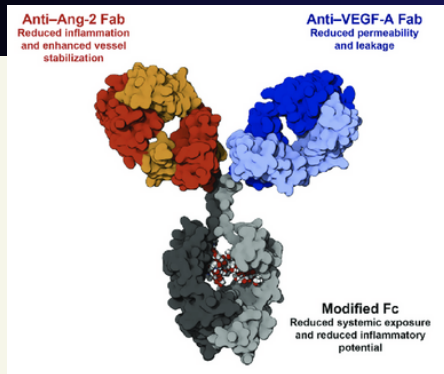 Anti–Ang-2 Fab
Reduced inflammation
and enhanced vessel
stabilization
Anti–VEGF-A Fab
Reduced permeability
and leakage
Modified Fc
Reduced systemic exposure
and reduced inflammatory
potential